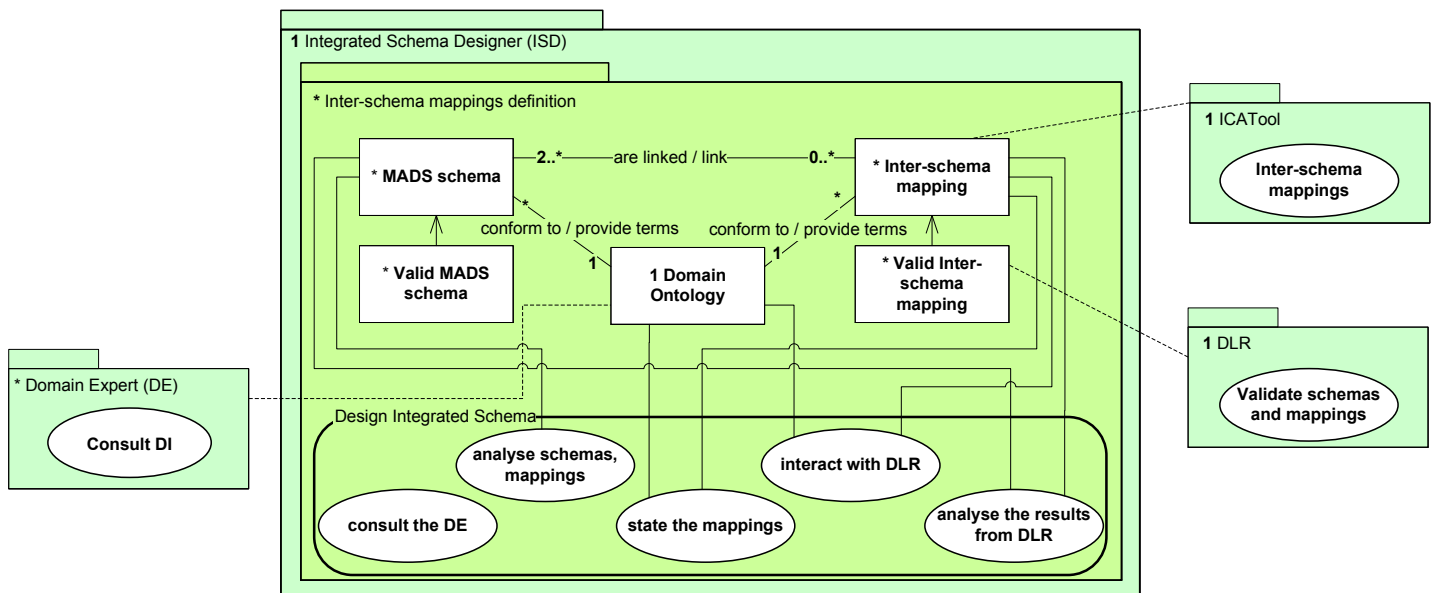 1 Integrated Schema Designer (ISD)
* Inter-schema mappings definition
1 ICATool
Inter-schema
mappings
* MADS schema
2..*
are linked / link
0..*
* Inter-schema
mapping
*
*
conform to / provide terms
conform to / provide terms
1
1
* Valid MADS
schema
1 Domain
Ontology
* Valid Inter-
schema
mapping
1 DLR
Validate schemas
and mappings
* Domain Expert (DE)
Consult DI
Design Integrated Schema
analyse schemas,
mappings
interact with DLR
consult the DE
state the mappings
analyse the results
from DLR